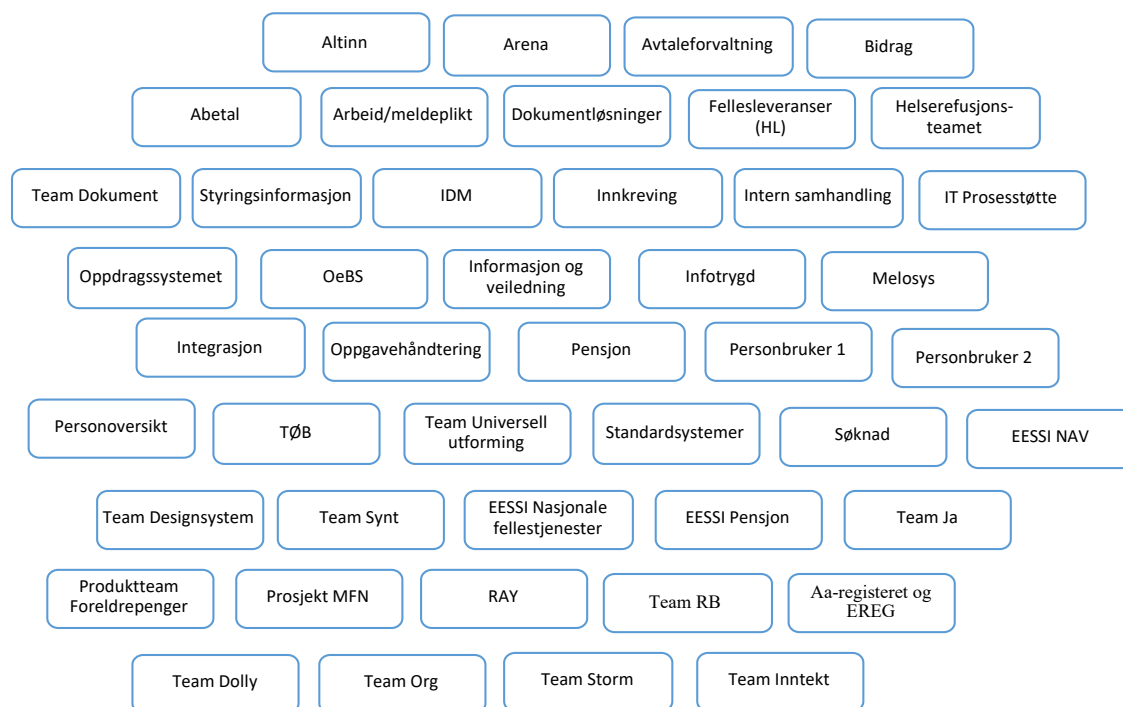 Altinn
Arena
Avtaleforvaltning
Bidrag
Abetal
Arbeid/meldeplikt
Dokumentløsninger
Fellesleveranser
(HL)
Helserefusjons-
teamet
Team Dokument
Styringsinformasjon
IDM
Innkreving
Intern samhandling
IT Prosesstøtte
Oppdragssystemet
OeBS
Informasjon og
veiledning
Infotrygd
Melosys
Integrasjon
Oppgavehåndtering
Pensjon
Personbruker 1
Personbruker 2
Personoversikt
TØB
Team Universell
utforming
Standardsystemer
Søknad
EESSI NAV
Team Designsystem
Team Synt
EESSI Nasjonale
fellestjenester
EESSI Pensjon
Team Ja
Produktteam
Foreldrepenger
Prosjekt MFN
RAY
Team RB
Aa-registeret og
EREG
Team Dolly
Team Org
Team Storm
Team Inntekt